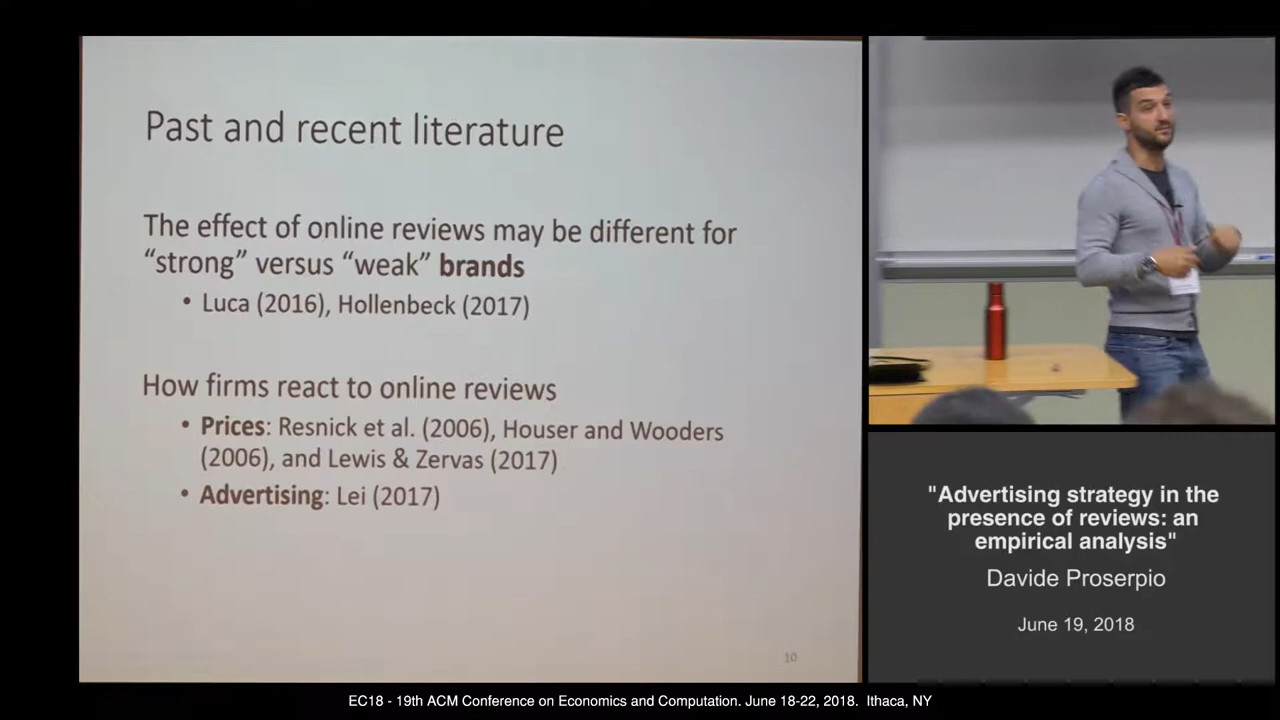 Past and recent literature
The effect of online reviews may be different for
“strong” versus “weak” brands
• Luca (2016), Hollenbeck (2017)
How firms react to online reviews
• Prices: Resnick et al. (2006), Houser and Wooders
(2006), and Lewis & Zervas (2017)
• Advertising: Lei (2017)
10
"Advertising strategy in the
presence of reviews: an
empirical analysis"
Davide Proserpio
June 19, 2018
EC18 - 19th ACM Conference on Economics and Computation. June 18-22, 2018. Ithaca, NY